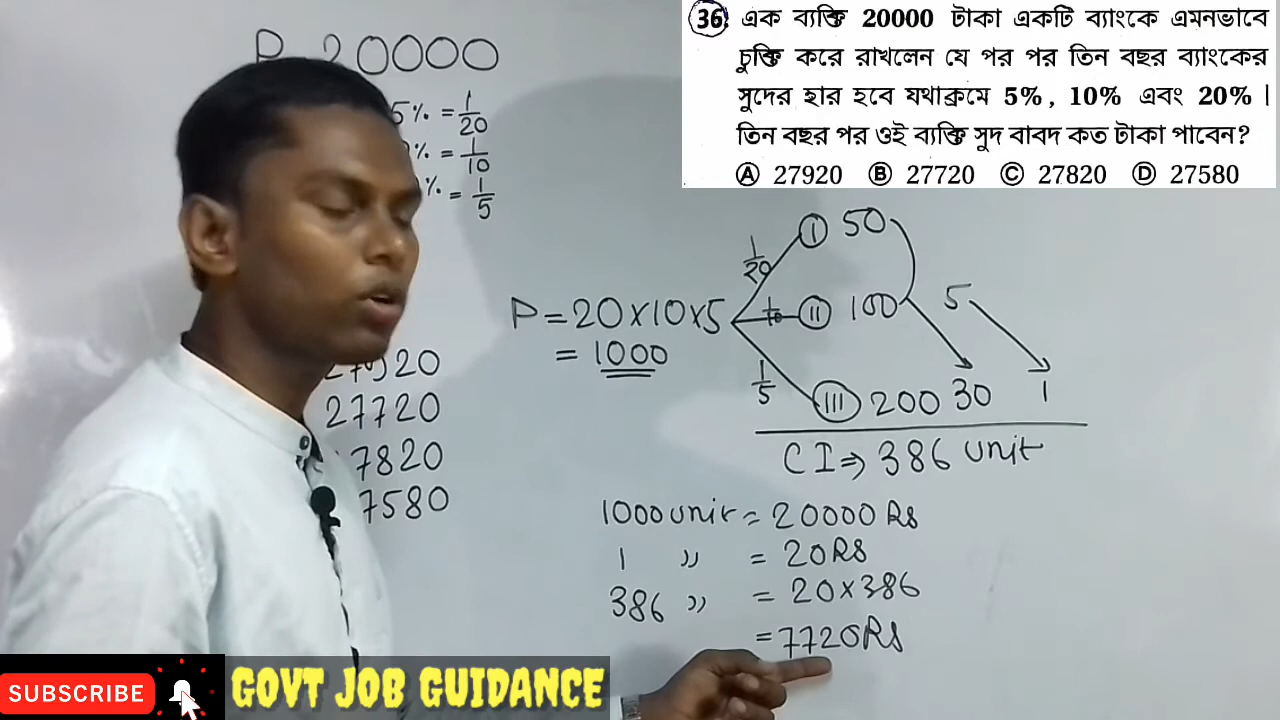 36. এক ব্যক্তি 20000 টাকা একটি ব্যাংকে এমনভাবে
চুক্তি করে রাখলেন যে পর পর তিন বছর ব্যাংকের
সুদের হার হবে যথাক্রমে 5%, 10% এবং 20% |
তিন বছর পর ওই ব্যক্তি সুদ বাবদ কত টাকা পাবেন?
Ⓐ 27920 Ⓑ 27720 Ⓒ 27820 Ⓓ 27580
P 20000
5% = 1/20
% = 1/10
% = 1/5
27920
27720
7820
7580
P = 20×10×5
= 1000
1/20 Ⅰ 50
1/10 Ⅱ 100 5
1/5 Ⅲ 200 30 1
CI ⇒ 386 unit
1000 unit = 20000 Rs
1 ,, = 20 Rs
386 ,, = 20×386
= 7720 Rs
SUBSCRIBE
GOVT JOB GUIDANCE